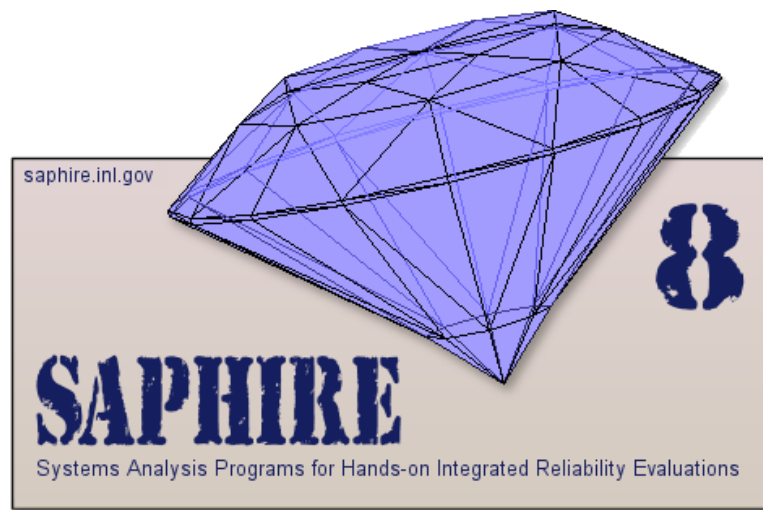 saphire.inl.gov
8
SAPHIRE
Systems Analysis Programs for Hands-on Integrated Reliability Evaluations